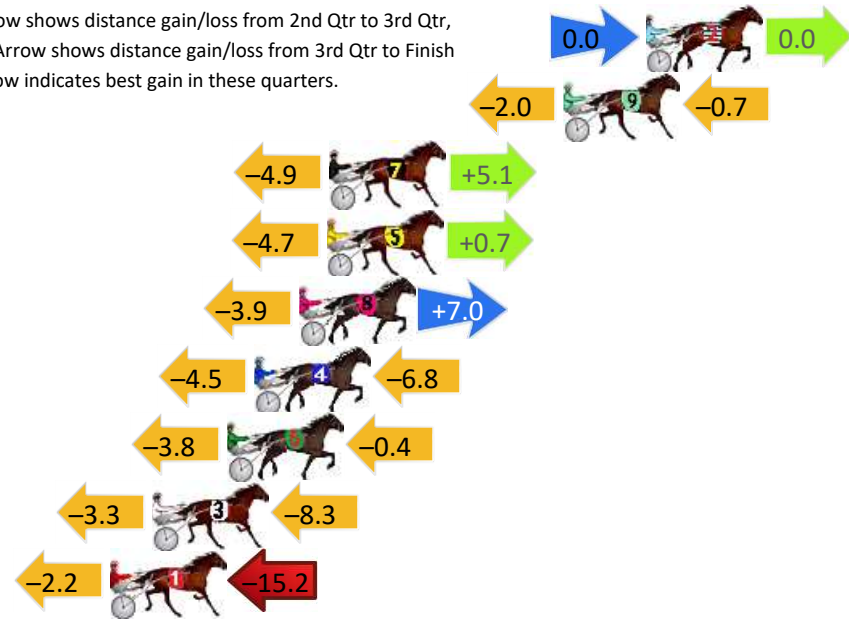 ow shows distance gain/loss from 2nd Qtr to 3rd Qtr,
Arrow shows distance gain/loss from 3rd Qtr to Finish
ow indicates best gain in these quarters.
0.0 0.0
–2.0 9 –0.7
–4.9 7 +5.1
–4.7 5 +0.7
–3.9 8 +7.0
–4.5 4 –6.8
–3.8 6 –0.4
–3.3 3 –8.3
–2.2 1 –15.2